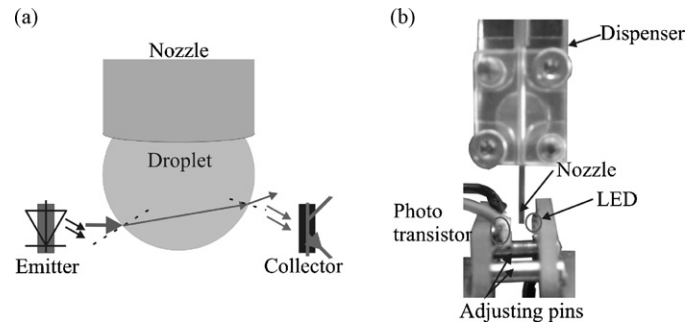 (a)
Nozzle
Droplet
Emitter
Collector
(b)
Dispenser
Nozzle
LED
Photo
transistor
Adjusting pins